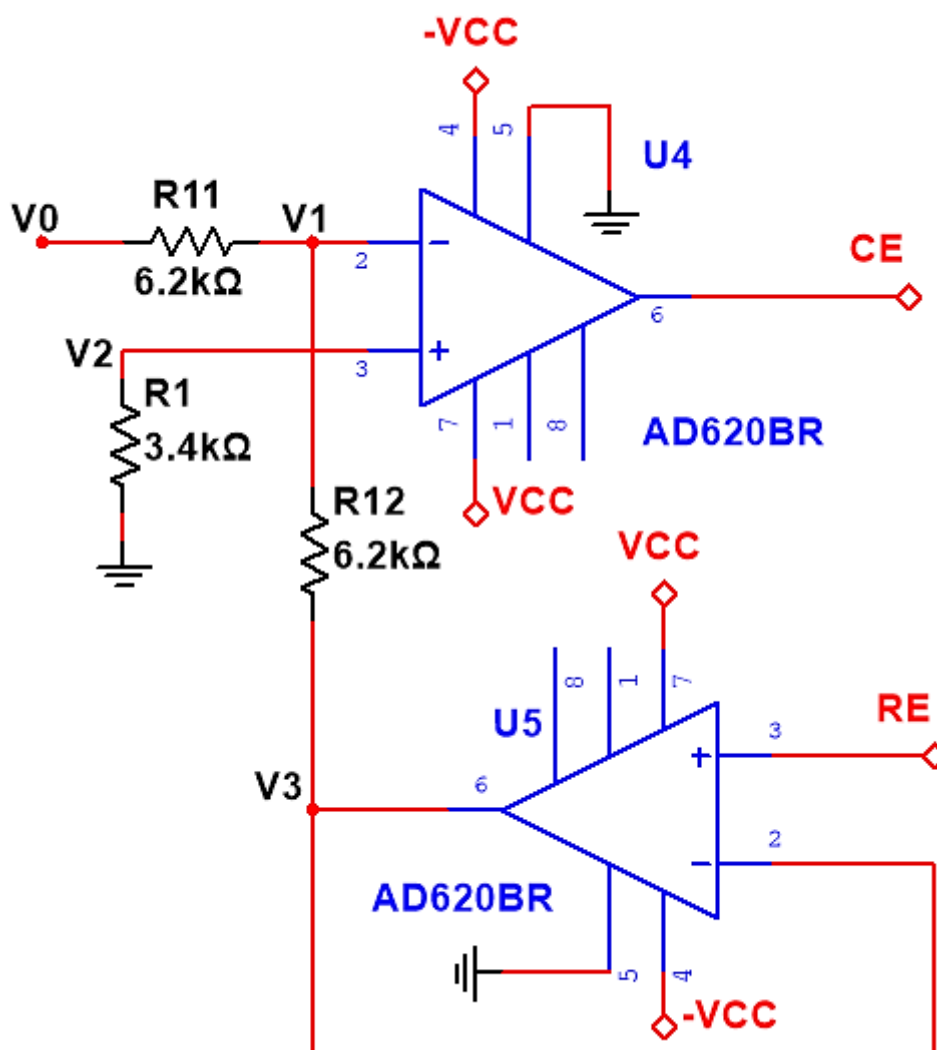 -VCC
4
5
U4
R11
V0
V1
6.2kΩ
−
2
CE
6
V2
3
+
R1
3.4kΩ
7
1
8
AD620BR
VCC
R12
6.2kΩ
VCC
8
1
7
U5
RE
3
+
V3
6
2
−
AD620BR
5
4
-VCC